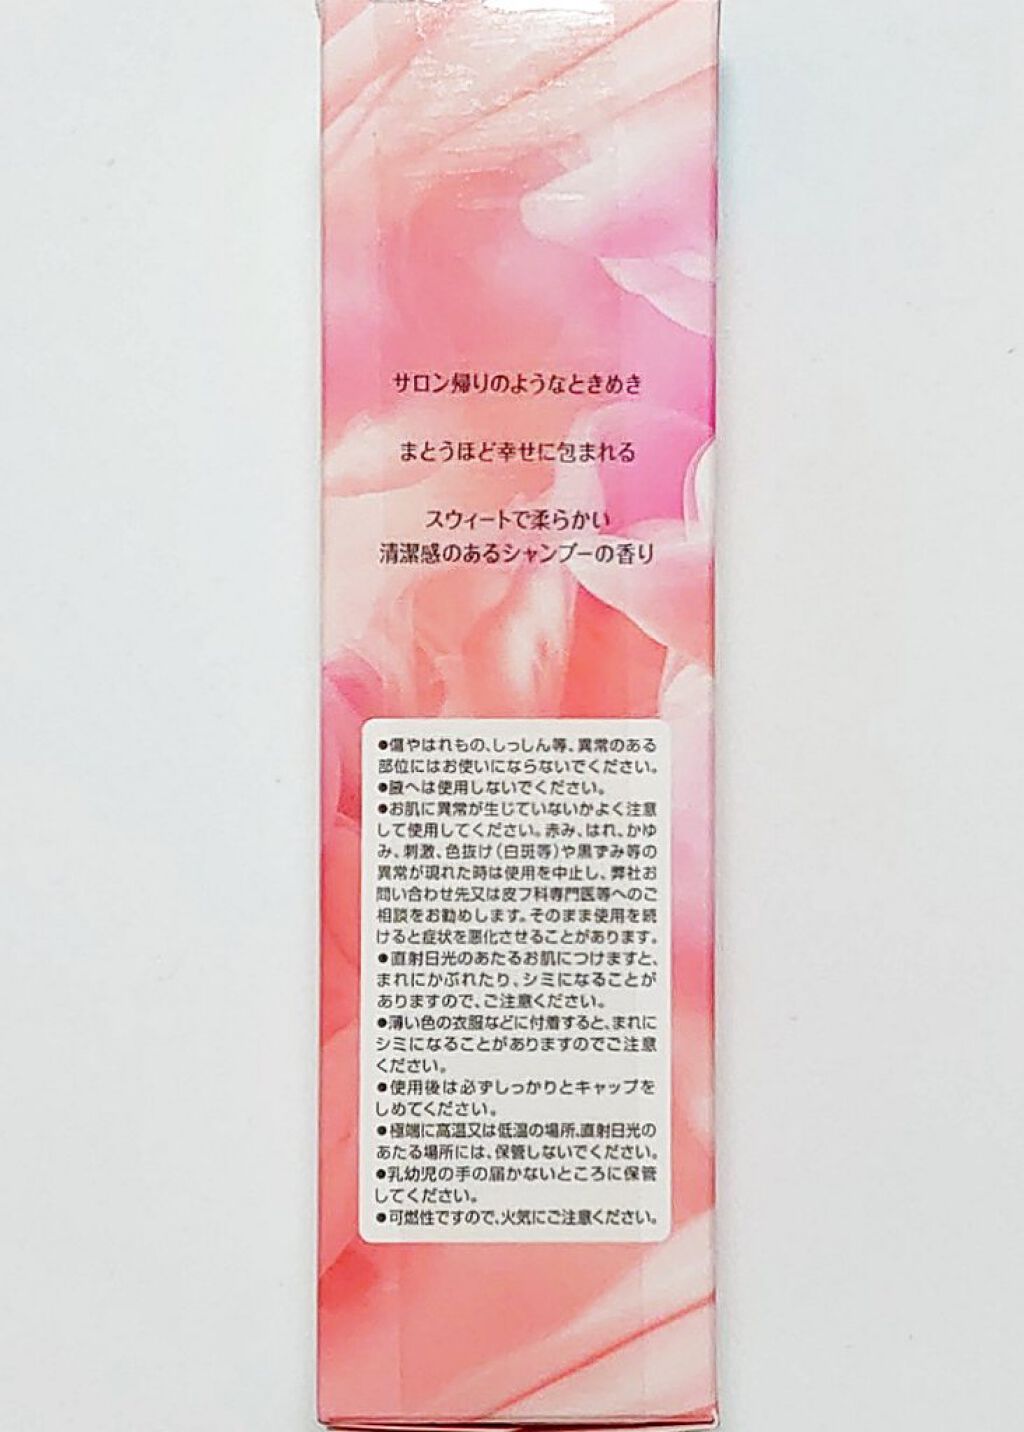 サロン帰りのようなときめき
まとうほど幸せに包まれる
スウィートで柔らかい
清潔感のあるシャンプーの香り
●傷やはれもの、しっしん等、異常のある
部位にはお使いにならないでください。
●腋へは使用しないでください。
●お肌に異常が生じていないかよく注意
して使用してください。赤み、はれ、かゆ
み、刺激、色抜け(白斑等)や黒ずみ等の
異常が現れた時は使用を中止し、弊社お
問い合わせ先又は皮フ科専門医等へのご
相談をお勧めします。そのまま使用を続
けると症状を悪化させることがあります。
●直射日光のあたるお肌につけますと、
まれにかぶれたり、シミになることが
ありますので、ご注意ください。
●薄い色の衣服などに付着すると、まれに
シミになることがありますのでご注意
ください。
●使用後は必ずしっかりとキャップを
しめてください。
●極端に高温又は低温の場所、直射日光の
あたる場所には、保管しないでください。
●乳幼児の手の届かないところに保管
してください。
●可燃性ですので、火気にご注意ください。